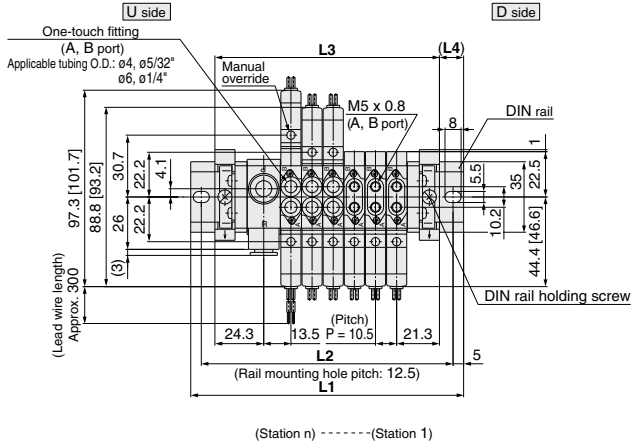 U side
D side
One-touch fitting
(A, B port)
Applicable tubing O.D.: ø4, ø5/32"
ø6, ø1/4"
Manual
override
L3
(L4)
M5 x 0.8
(A, B port)
8
DIN rail
1
97.3 [101.7]
88.8 [93.2]
30.7
22.2
4.1
26
22.2
(3)
5.5
10.2
35
22.5
44.4 [46.6]
(Lead wire length)
Approx. 300
DIN rail holding screw
24.3
13.5
(Pitch)
P = 10.5
21.3
L2
5
(Rail mounting hole pitch: 12.5)
L1
(Station n) -------(Station 1)
B
A
R